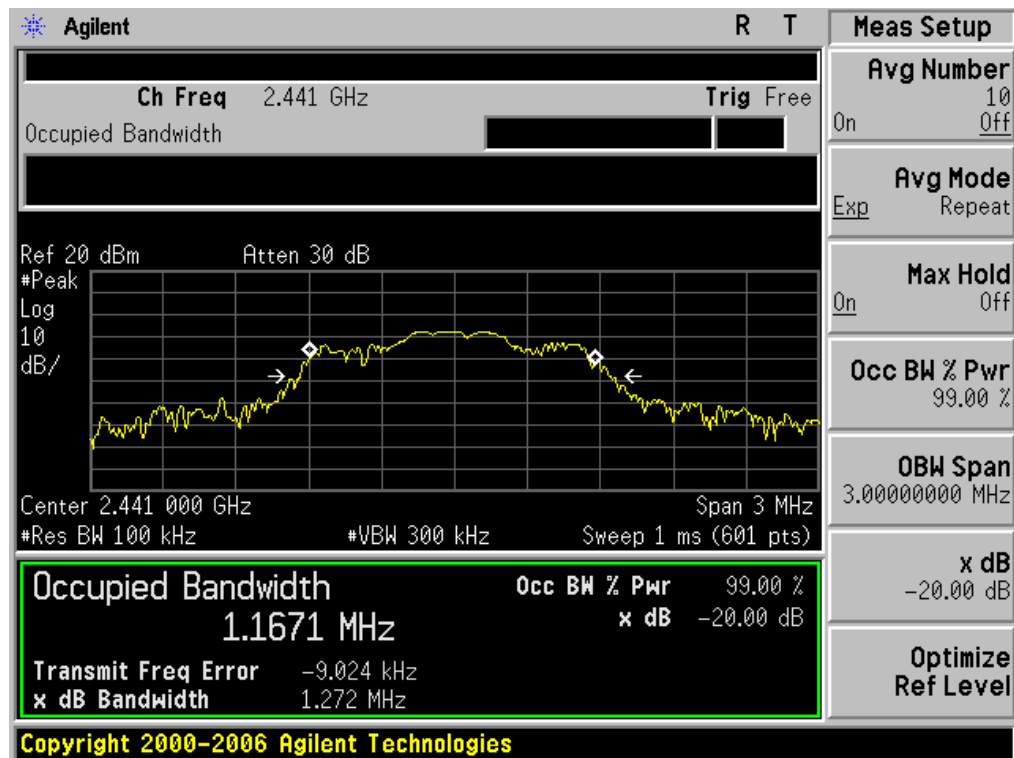 Agilent R T
Ch Freq 2.441 GHz Trig Free
Occupied Bandwidth
Ref 20 dBm Atten 30 dB
#Peak
Log
10
dB/
Center 2.441 000 GHz Span 3 MHz
#Res BW 100 kHz #VBW 300 kHz Sweep 1 ms (601 pts)
Occupied Bandwidth Occ BW % Pwr 99.00 %
1.1671 MHz x dB -20.00 dB
Transmit Freq Error -9.024 kHz
x dB Bandwidth 1.272 MHz
Copyright 2000-2006 Agilent Technologies
Meas Setup
Avg Number
10
On Off
Avg Mode
Exp Repeat
Max Hold
On Off
Occ BW % Pwr
99.00 %
OBW Span
3.00000000 MHz
x dB
-20.00 dB
Optimize
Ref Level